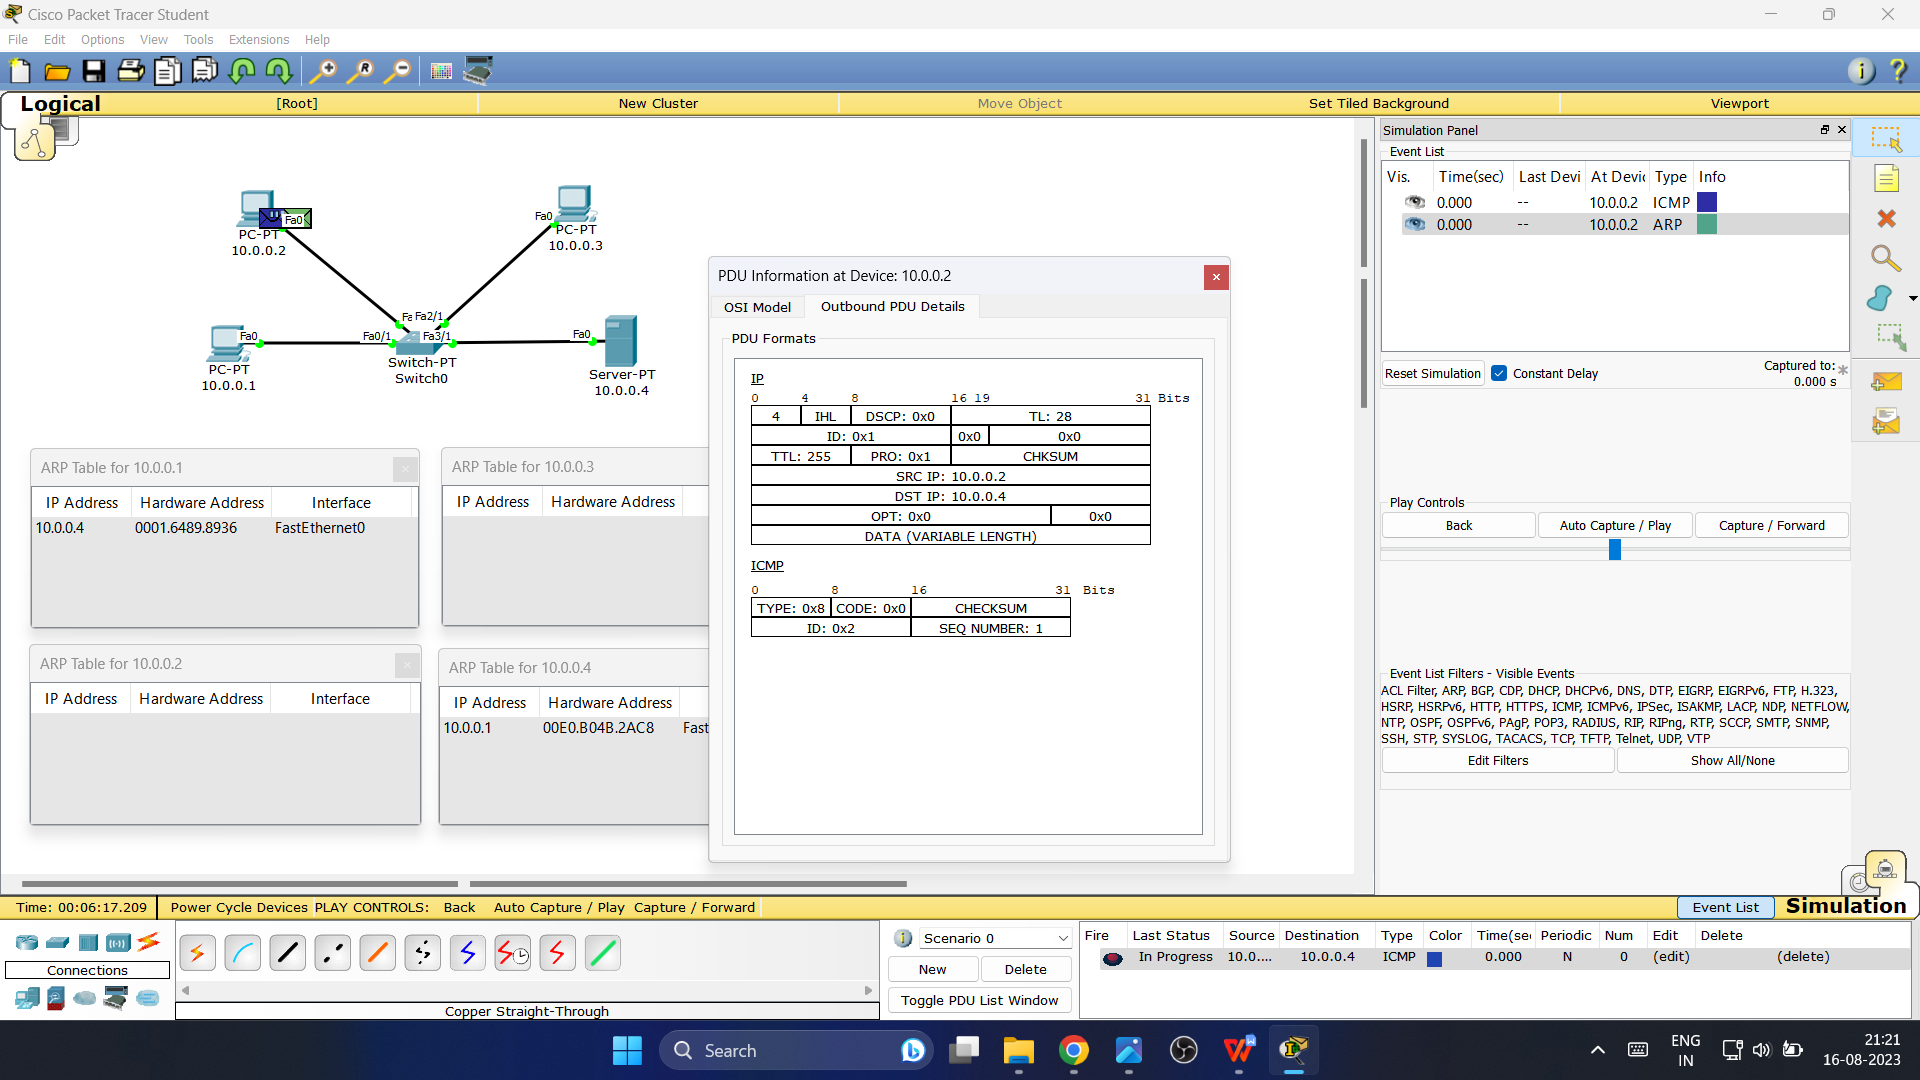 Cisco Packet Tracer Student
File Edit Options View Tools Extensions Help
Logical [Root] New Cluster Move Object Set Tiled Background Viewport
Fa0
PC-PT
10.0.0.2
Fa0
PC-PT
10.0.0.3
Fa0
PC-PT
10.0.0.1
Fa0/1
Fa2/1
Fa3/1
Switch-PT
Switch0
Fa0
Server-PT
10.0.0.4
ARP Table for 10.0.0.1
IP Address Hardware Address Interface
10.0.0.4 0001.6489.8936 FastEthernet0
ARP Table for 10.0.0.3
IP Address Hardware Address
ARP Table for 10.0.0.2
IP Address Hardware Address Interface
ARP Table for 10.0.0.4
IP Address Hardware Address
10.0.0.1 00E0.B04B.2AC8 Fast
PDU Information at Device: 10.0.0.2
OSI Model Outbound PDU Details
PDU Formats
IP
0 4 8 16 19 31 Bits
4 IHL DSCP: 0x0 TL: 28
ID: 0x1 0x0 0x0
TTL: 255 PRO: 0x1 CHKSUM
SRC IP: 10.0.0.2
DST IP: 10.0.0.4
OPT: 0x0 0x0
DATA (VARIABLE LENGTH)
ICMP
0 8 16 31 Bits
TYPE: 0x8 CODE: 0x0 CHECKSUM
ID: 0x2 SEQ NUMBER: 1
Simulation Panel
Event List
Vis. Time(sec) Last Devi At Devic Type Info
0.000 -- 10.0.0.2 ICMP
0.000 -- 10.0.0.2 ARP
Reset Simulation Constant Delay Captured to: *
0.000 s
Play Controls
Back Auto Capture / Play Capture / Forward
Event List Filters - Visible Events
ACL Filter, ARP, BGP, CDP, DHCP, DHCPv6, DNS, DTP, EIGRP, EIGRPv6, FTP, H.323,
HSRP, HSRPv6, HTTP, HTTPS, ICMP, ICMPv6, IPSec, ISAKMP, LACP, NDP, NETFLOW,
NTP, OSPF, OSPFv6, PAgP, POP3, RADIUS, RIP, RIPng, RTP, SCCP, SMTP, SNMP,
SSH, STP, SYSLOG, TACACS, TCP, TFTP, Telnet, UDP, VTP
Edit Filters Show All/None
Time: 00:06:17.209 Power Cycle Devices PLAY CONTROLS: Back Auto Capture / Play Capture / Forward
Event List Simulation
Connections
Copper Straight-Through
Scenario 0
New Delete
Toggle PDU List Window
Fire Last Status Source Destination Type Color Time(sec Periodic Num Edit Delete
In Progress 10.0.... 10.0.0.4 ICMP 0.000 N 0 (edit) (delete)
Search
ENG
IN
21:21
16-08-2023